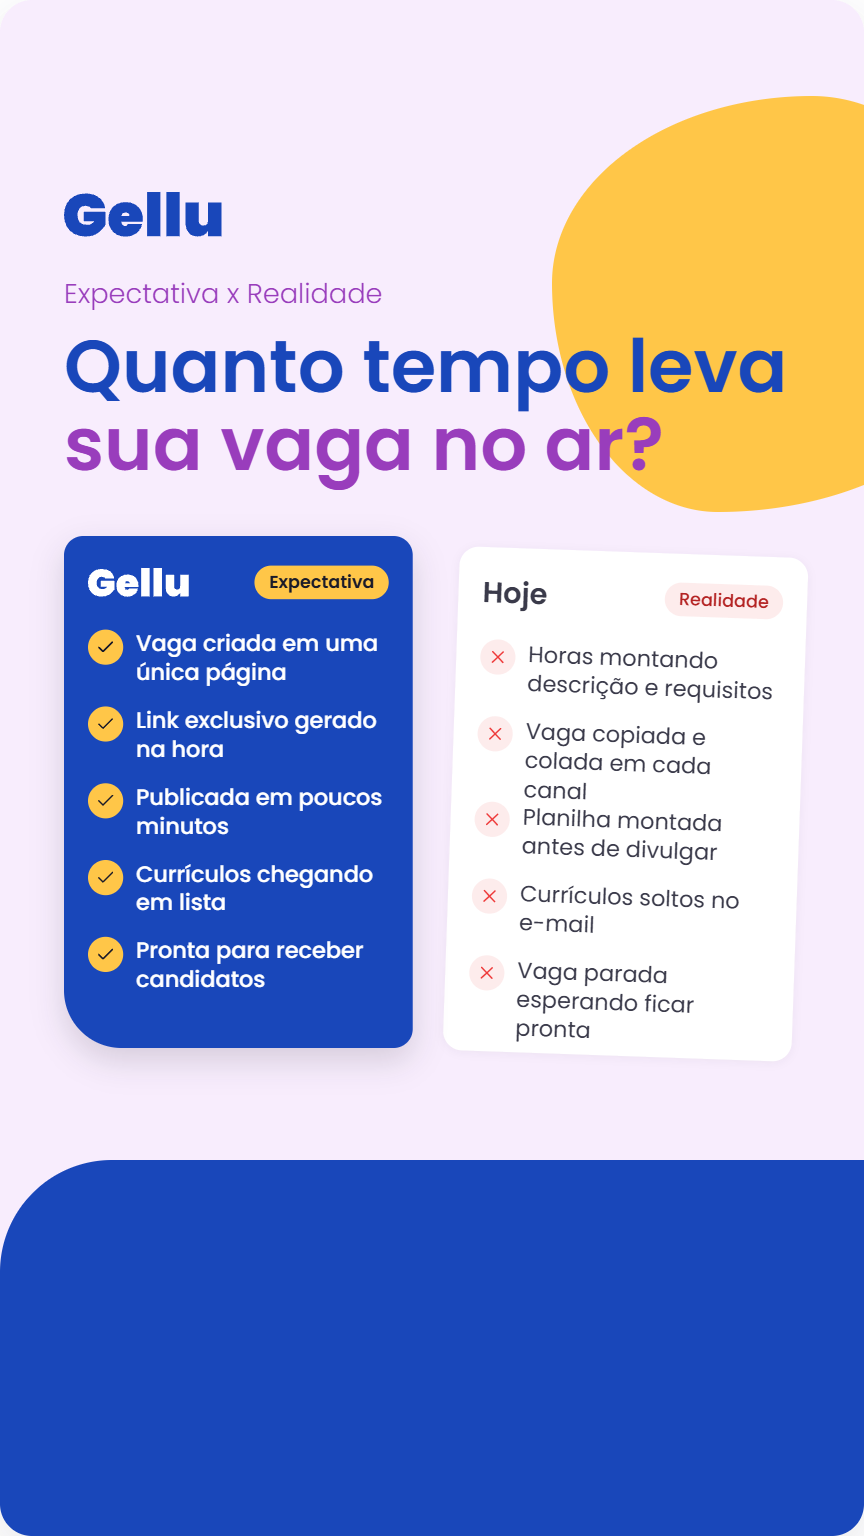 Gellu
Expectativa x Realidade
Quanto tempo leva
sua vaga no ar?
Gellu
Expectativa
Vaga criada em uma
única página
Link exclusivo gerado
na hora
Publicada em poucos
minutos
Currículos chegando
em lista
Pronta para receber
candidatos
Hoje
Realidade
Horas montando
descrição e requisitos
Vaga copiada e
colada em cada
canal
Planilha montada
antes de divulgar
Currículos soltos no
e-mail
Vaga parada
esperando ficar
pronta